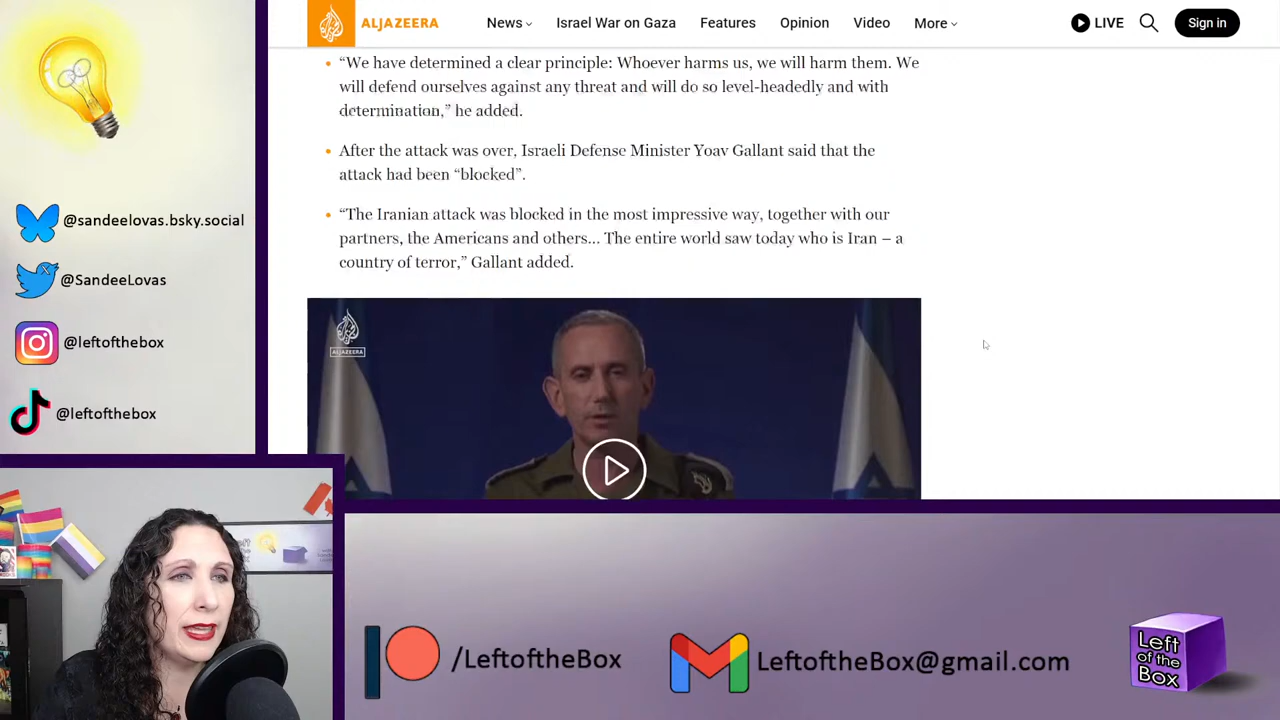 ALJAZEERA
News
Israel War on Gaza
Features
Opinion
Video
More
LIVE
Sign in
“We have determined a clear principle: Whoever harms us, we will harm them. We
will defend ourselves against any threat and will do so level-headedly and with
determination,” he added.
After the attack was over, Israeli Defense Minister Yoav Gallant said that the
attack had been “blocked”.
“The Iranian attack was blocked in the most impressive way, together with our
partners, the Americans and others... The entire world saw today who is Iran – a
country of terror,” Gallant added.
ALJAZEERA
@sandeelovas.bsky.social
@SandeeLovas
@leftofthebox
@leftofthebox
/LeftoftheBox
LeftoftheBox@gmail.com
Left
of the
Box